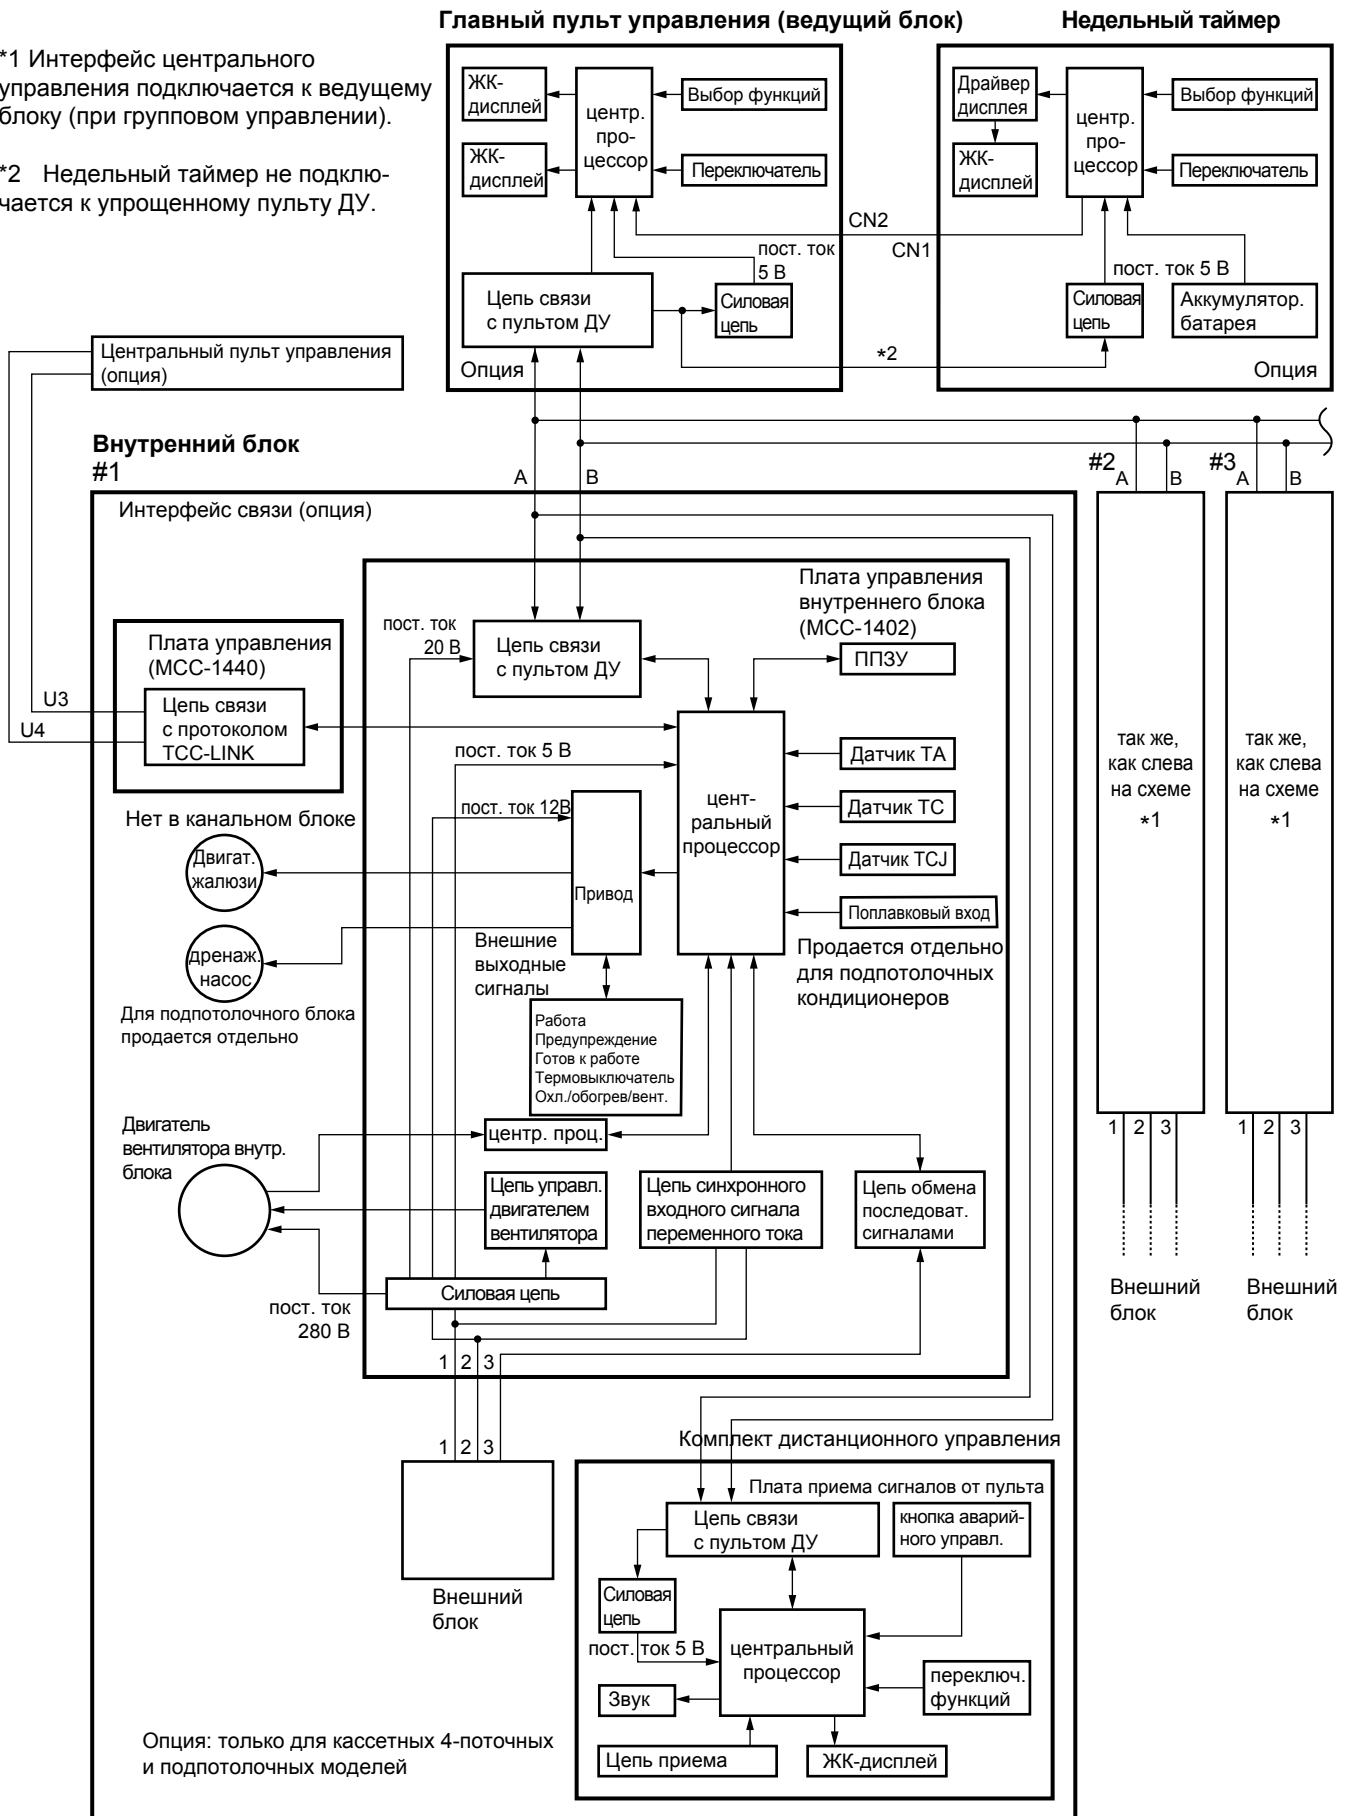 Главный пульт управления (ведущий блок)
Недельный таймер
*1 Интерфейс центрального
управления подключается к ведущему
блоку (при групповом управлении).
*2 Недельный таймер не подклю-
чается к упрощенному пульту ДУ.
ЖК-
дисплей
ЖК-
дисплей
центр.
про-
цессор
Выбор функций
Переключатель
пост. ток
5 В
Цепь связи
с пультом ДУ
Силовая
цепь
Опция
CN2
CN1
*2
Драйвер
дисплея
ЖК-
дисплей
центр.
про-
цессор
Выбор функций
Переключатель
пост. ток 5 В
Силовая
цепь
Аккумулятор.
батарея
Опция
Центральный пульт управления
(опция)
Внутренний блок
#1
A
B
#2
A
B
#3
A
B
Интерфейс связи (опция)
Плата управления
внутреннего блока
(MCC-1402)
пост. ток
20 В
Цепь связи
с пультом ДУ
ППЗУ
Плата управления
(MCC-1440)
Цепь связи
с протоколом
TCC-LINK
U3
U4
пост. ток 5 В
пост. ток 12В
цент-
ральный
процессор
Датчик TA
Датчик TC
Датчик TCJ
Поплавковый вход
Продается отдельно
для подпотолочных
кондиционеров
Нет в канальном блоке
Двигат.
жалюзи
Привод
дренаж.
насос
Для подпотолочного блока
продается отдельно
Внешние
выходные
сигналы
Работа
Предупреждение
Готов к работе
Термовыключатель
Охл./обогрев/вент.
так же,
как слева
на схеме
*1
так же,
как слева
на схеме
*1
1 2 3
1 2 3
Внешний
блок
Внешний
блок
Двигатель
вентилятора внутр.
блока
центр. проц.
Цепь управл.
двигателем
вентилятора
Цепь синхронного
входного сигнала
переменного тока
Цепь обмена
последоват.
сигналами
Силовая цепь
пост. ток
280 В
1 2 3
1 2 3
Внешний
блок
Комплект дистанционного управления
Плата приема сигналов от пульта
Цепь связи
с пультом ДУ
кнопка аварий-
ного управл.
Силовая
цепь
пост. ток 5 В
центральный
процессор
переключ.
функций
Звук
Цепь приема
ЖК-дисплей
Опция: только для кассетных 4-поточных
и подпотолочных моделей